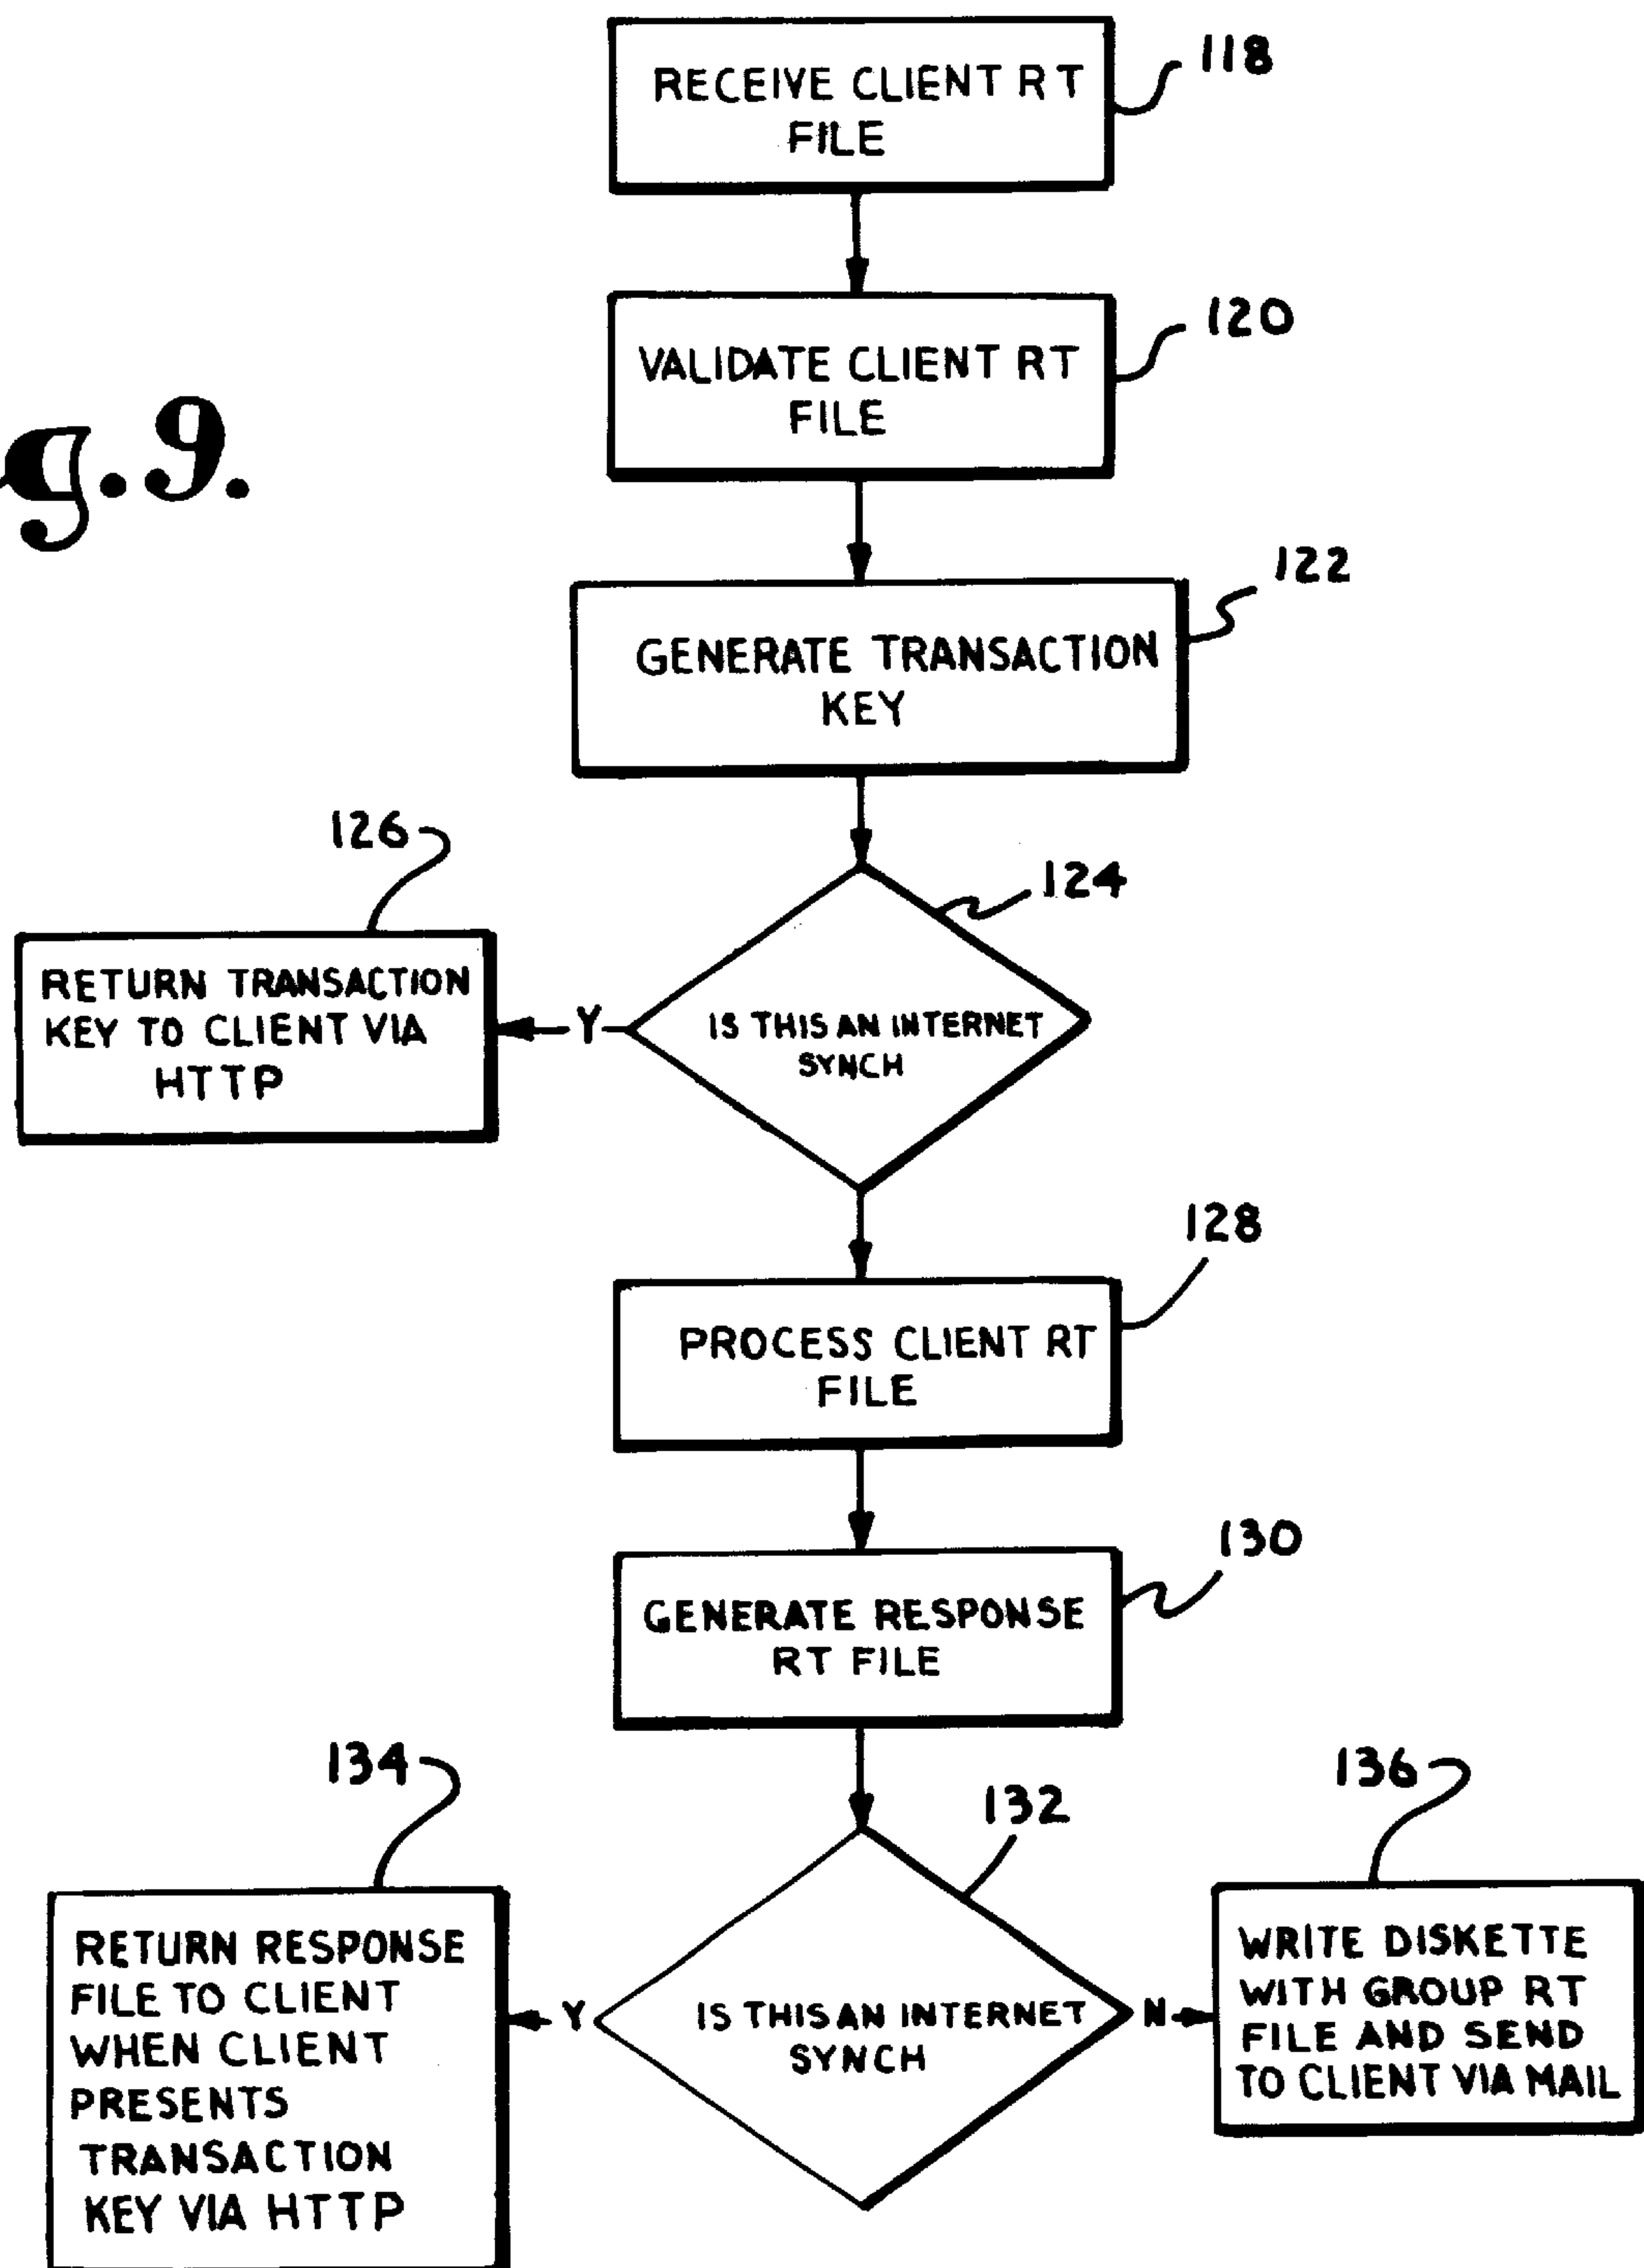 RECEIVE CLIENT RT
FILE
118
VALIDATE CLIENT RT
FILE
120
g.9.
GENERATE TRANSACTION
KEY
122
126
124
RETURN TRANSACTION
KEY TO CLIENT VIA
HTTP
Y
IS THIS AN INTERNET
SYNCH
128
PROCESS CLIENT RT
FILE
130
GENERATE RESPONSE
RT FILE
134
132
136
RETURN RESPONSE
FILE TO CLIENT
WHEN CLIENT
PRESENTS
TRANSACTION
KEY VIA HTTP
Y
IS THIS AN INTERNET
SYNCH
N
WRITE DISKETTE
WITH GROUP RT
FILE AND SEND
TO CLIENT VIA MAIL